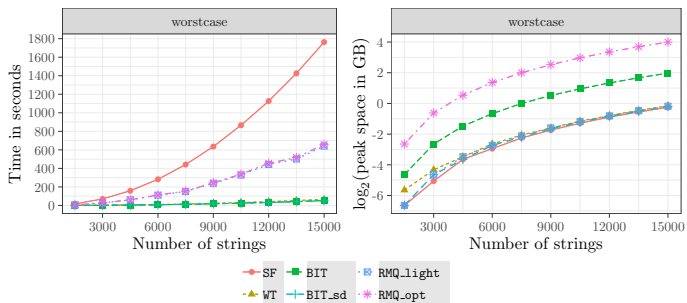 worstcase
worstcase
Time in seconds
1800
1600
1400
1200
1000
800
600
400
200
0
3000 6000 9000 12000 15000
Number of strings
log2(peak space in GB)
4
2
0
-2
-4
-6
3000 6000 9000 12000 15000
Number of strings
SF BIT RMQ_light
WT BIT_sd RMQ_opt